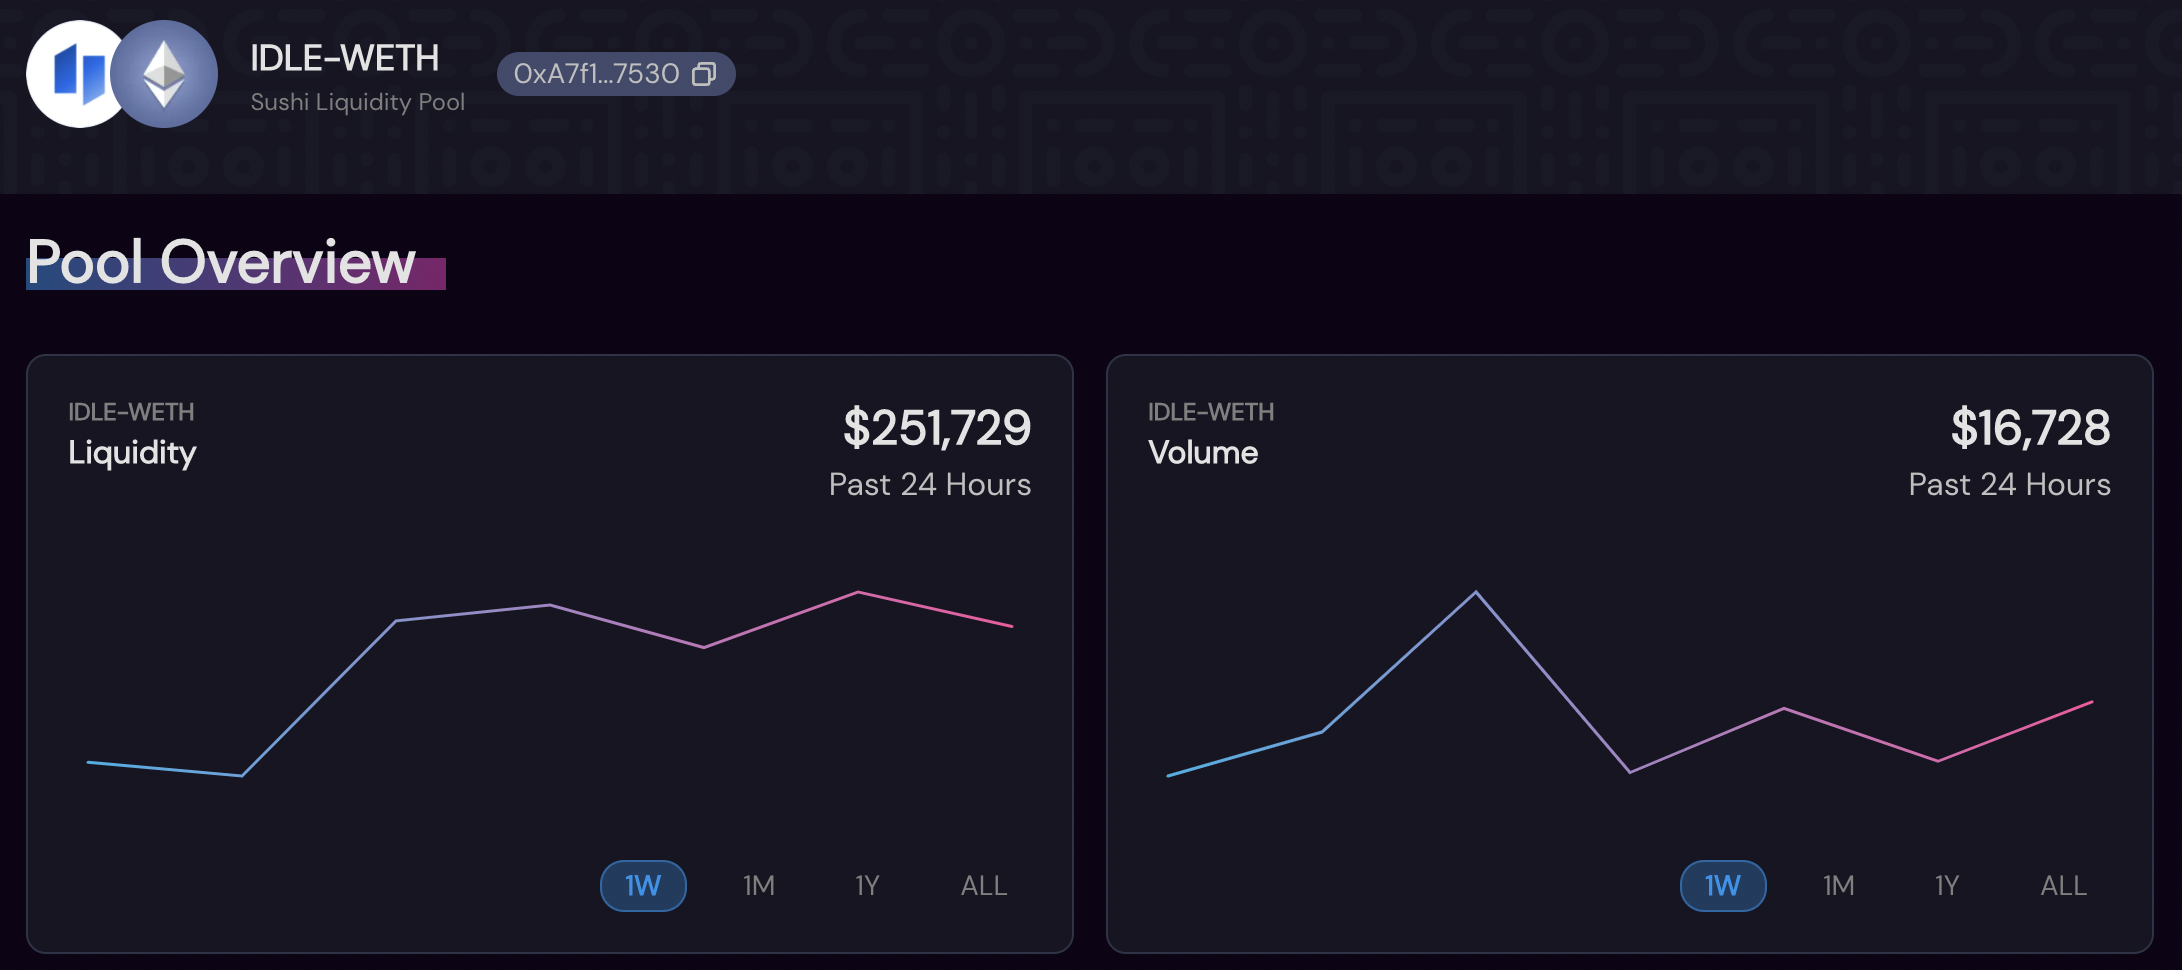 IDLE-WETH
Sushi Liquidity Pool
0xA7f1...7530
Pool Overview
IDLE-WETH
Liquidity
$251,729
Past 24 Hours
1W 1M 1Y ALL
IDLE-WETH
Volume
$16,728
Past 24 Hours
1W 1M 1Y ALL